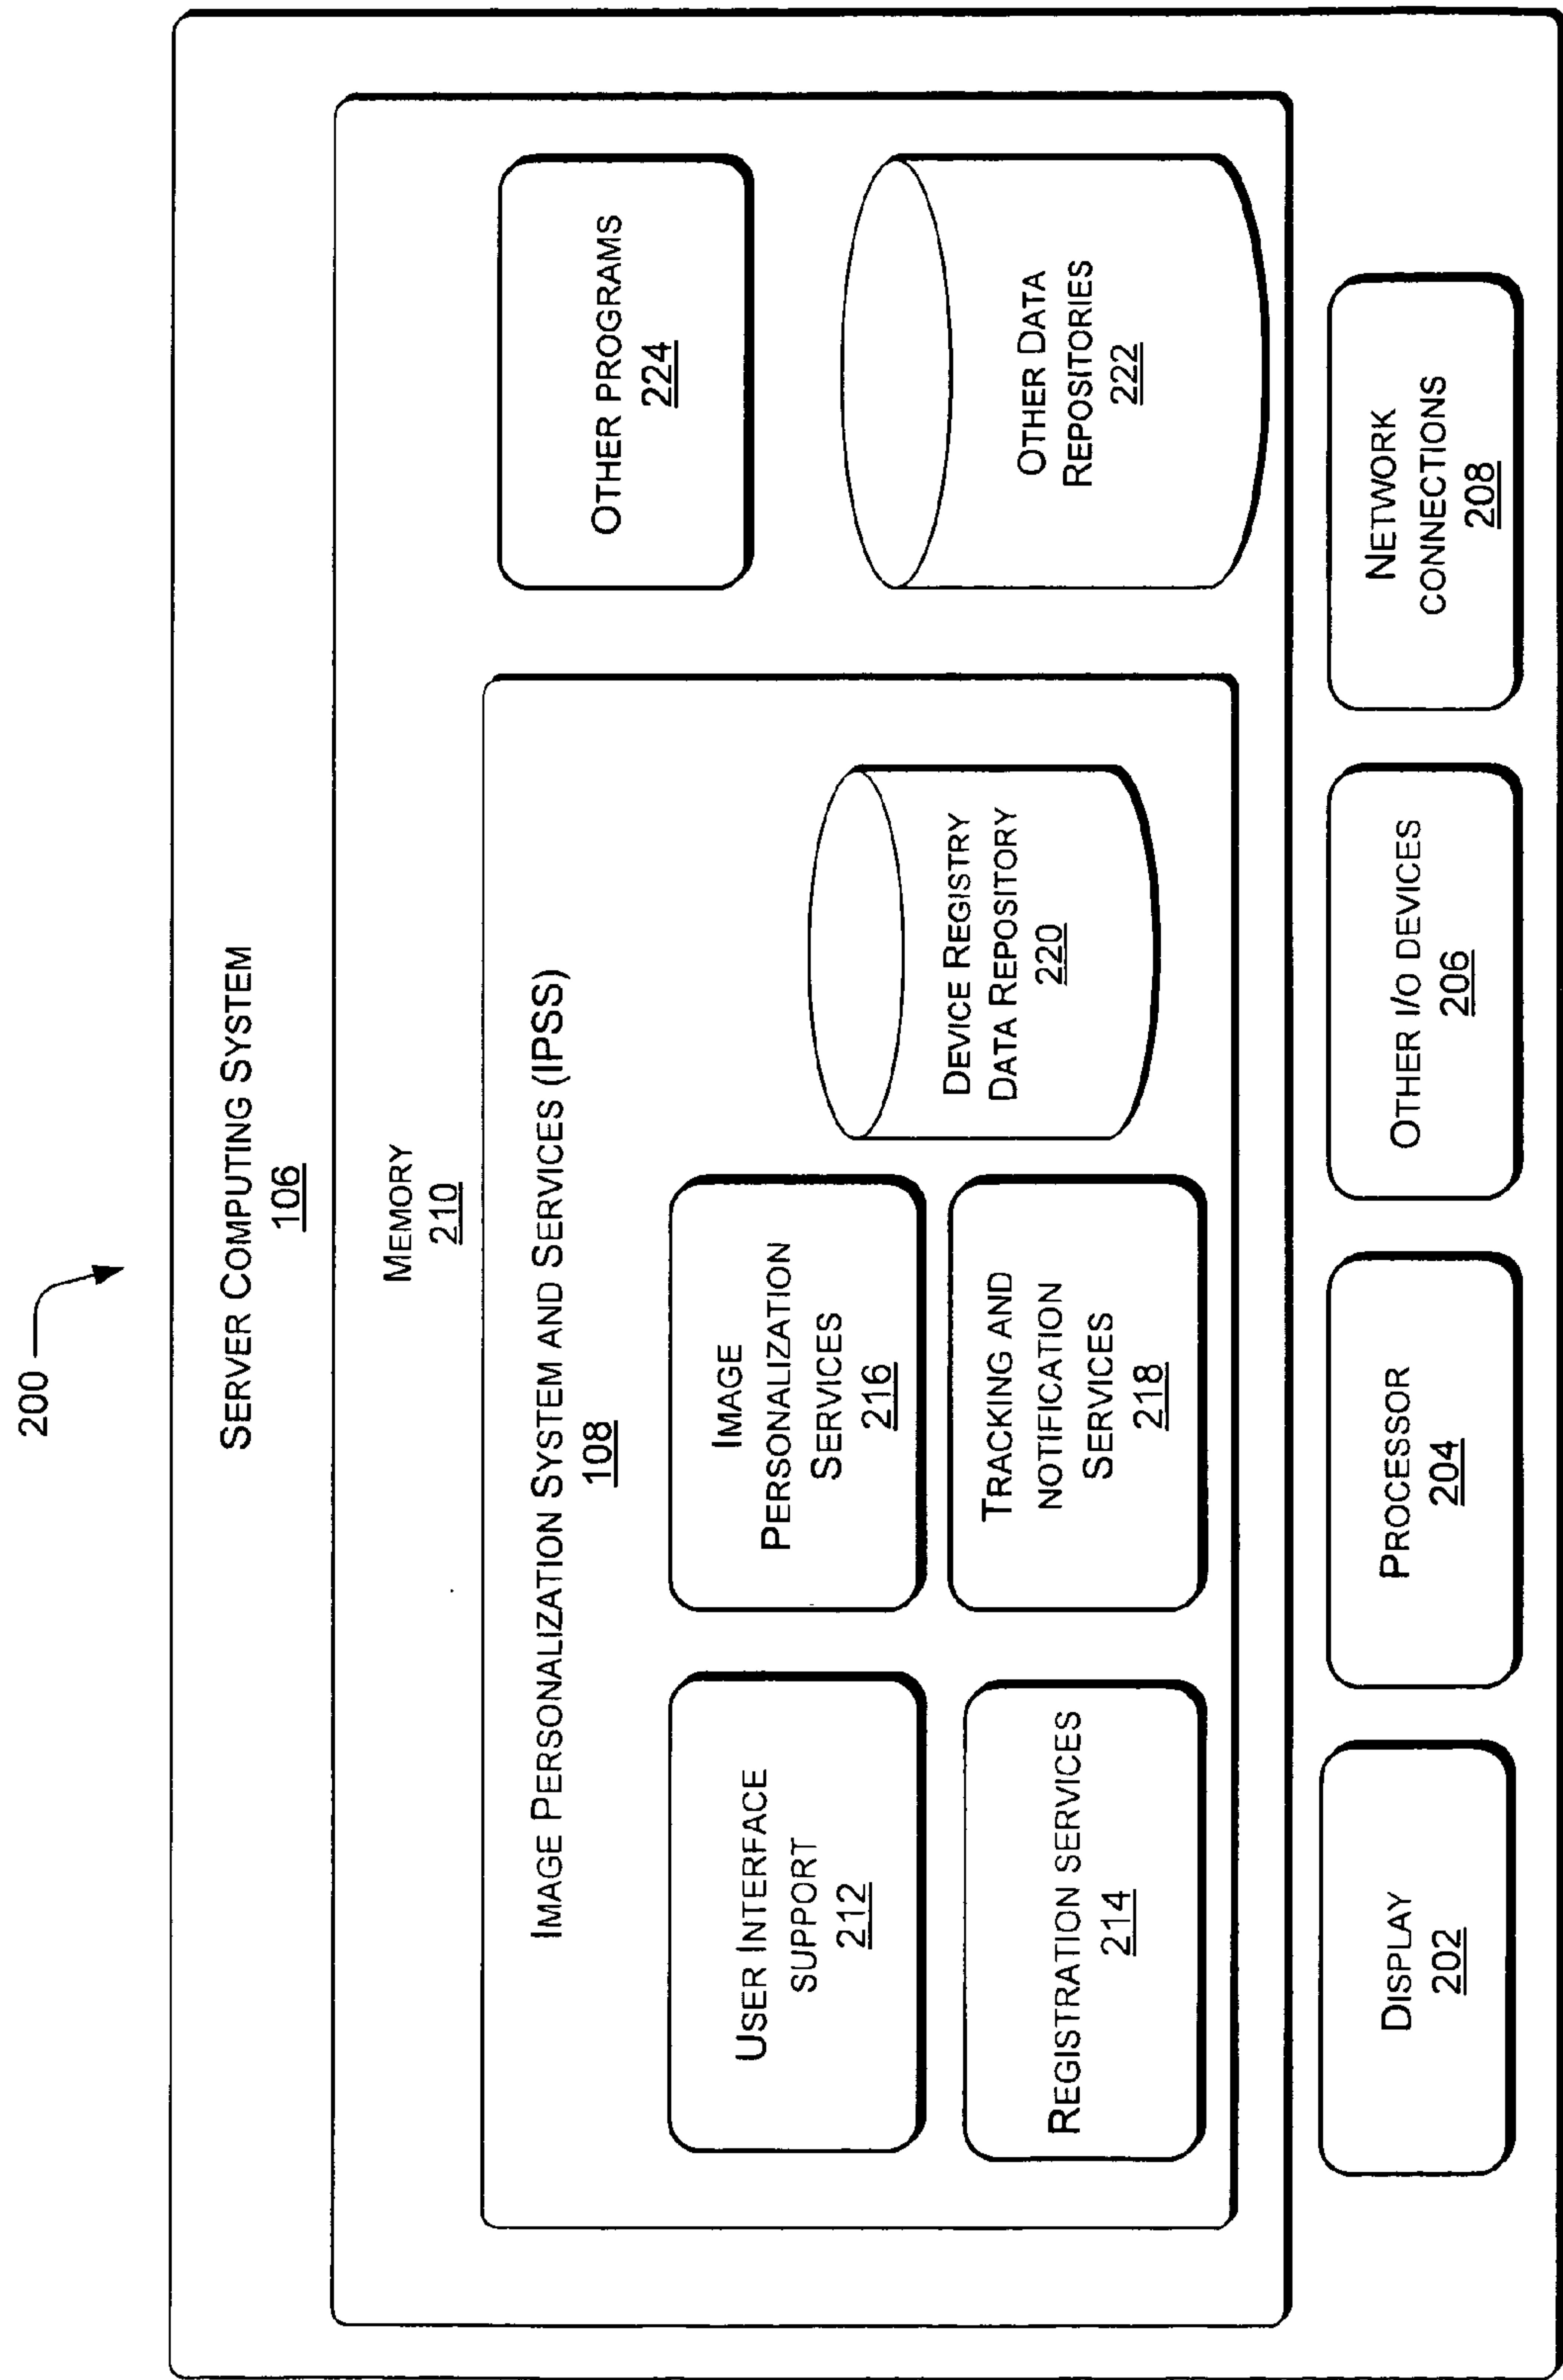 200
SERVER COMPUTING SYSTEM
106
MEMORY
210
IMAGE PERSONALIZATION SYSTEM AND SERVICES (IPSS)
108
USER INTERFACE
SUPPORT
212
IMAGE
PERSONALIZATION
SERVICES
216
REGISTRATION SERVICES
214
TRACKING AND
NOTIFICATION
SERVICES
218
DEVICE REGISTRY
DATA REPOSITORY
220
OTHER PROGRAMS
224
OTHER DATA
REPOSITORIES
222
DISPLAY
202
PROCESSOR
204
OTHER I/O DEVICES
206
NETWORK
CONNECTIONS
208